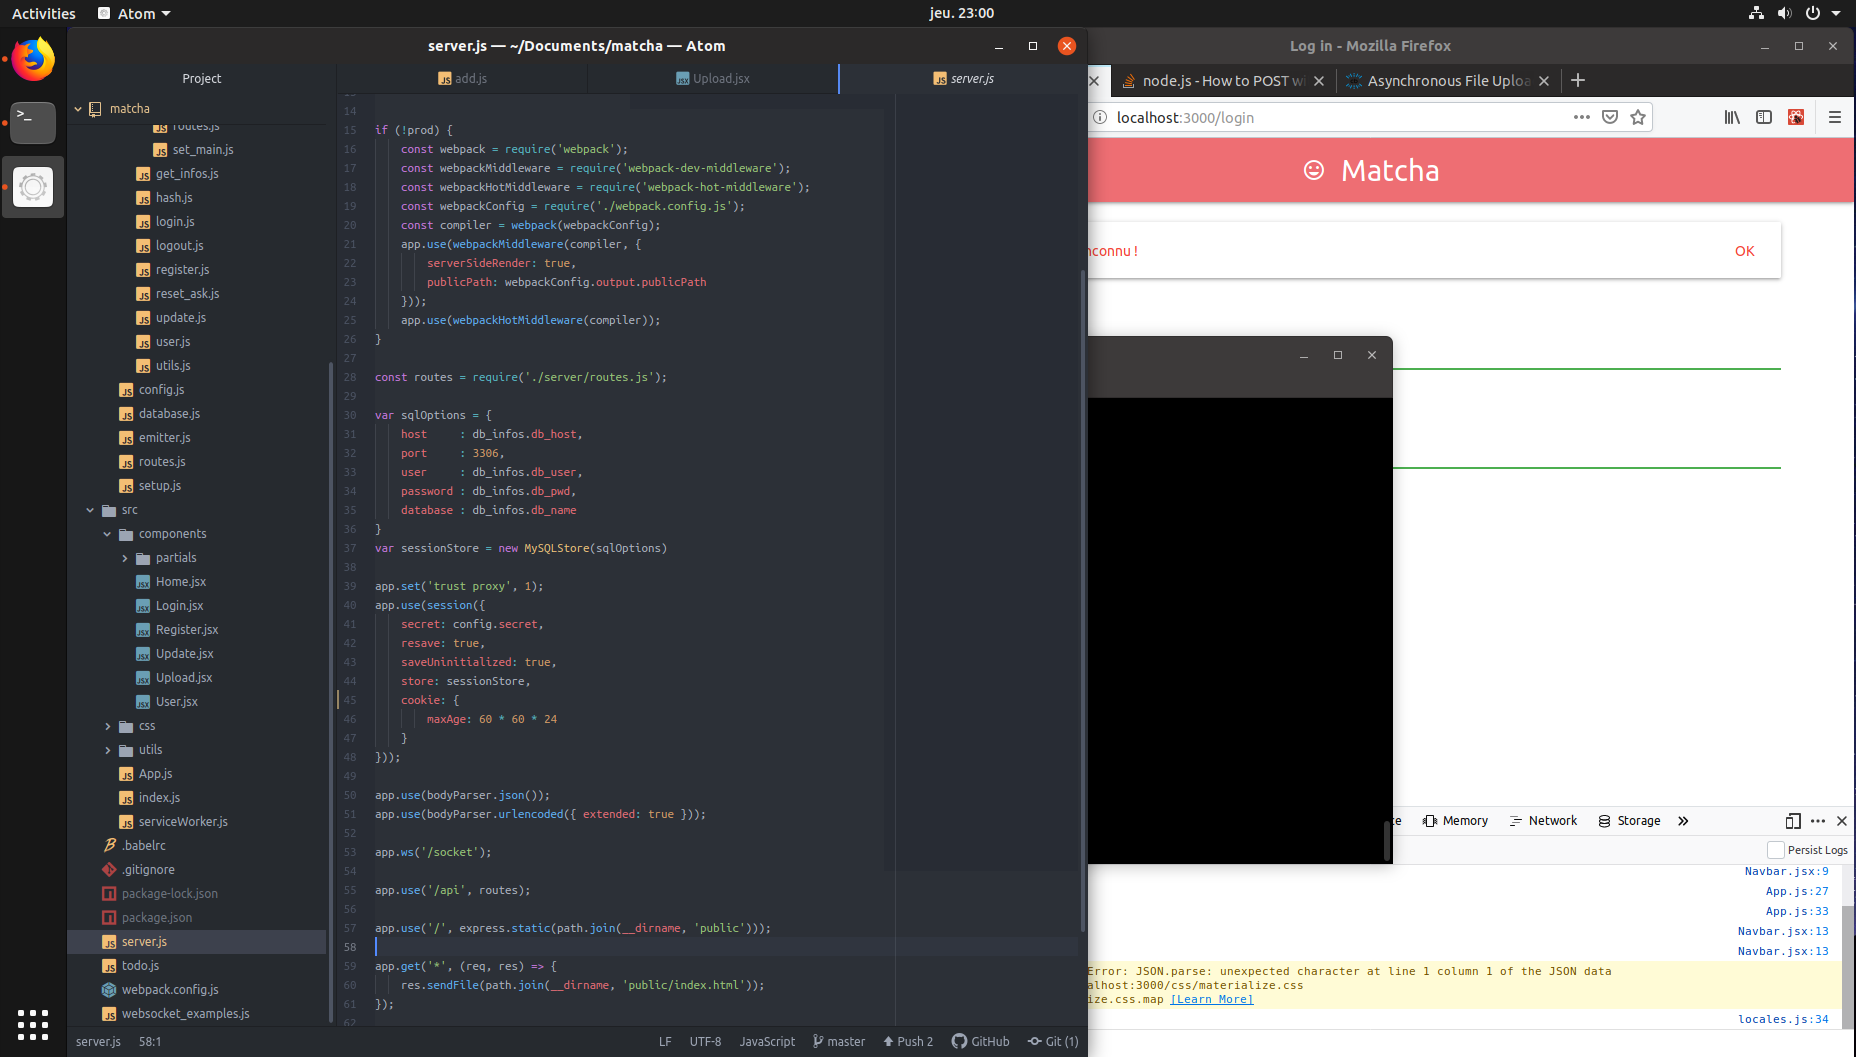 Activities
Atom
jeu. 23:00
server.js — ~/Documents/matcha — Atom
Project
matcha
routes.js
set_main.js
get_infos.js
hash.js
login.js
logout.js
register.js
reset_ask.js
update.js
user.js
utils.js
config.js
database.js
emitter.js
routes.js
setup.js
src
components
partials
Home.jsx
Login.jsx
Register.jsx
Update.jsx
Upload.jsx
User.jsx
css
utils
App.js
index.js
serviceWorker.js
.babelrc
.gitignore
package-lock.json
package.json
server.js
todo.js
webpack.config.js
websocket_examples.js
add.js
Upload.jsx
server.js
14
15 if (!prod) {
16 const webpack = require('webpack');
17 const webpackMiddleware = require('webpack-dev-middleware');
18 const webpackHotMiddleware = require('webpack-hot-middleware');
19 const webpackConfig = require('./webpack.config.js');
20 const compiler = webpack(webpackConfig);
21 app.use(webpackMiddleware(compiler, {
22 serverSideRender: true,
23 publicPath: webpackConfig.output.publicPath
24 }));
25 app.use(webpackHotMiddleware(compiler));
26 }
27
28 const routes = require('./server/routes.js');
29
30 var sqlOptions = {
31 host : db_infos.db_host,
32 port : 3306,
33 user : db_infos.db_user,
34 password : db_infos.db_pwd,
35 database : db_infos.db_name
36 }
37 var sessionStore = new MySQLStore(sqlOptions)
38
39 app.set('trust proxy', 1);
40 app.use(session({
41 secret: config.secret,
42 resave: true,
43 saveUninitialized: true,
44 store: sessionStore,
45 cookie: {
46 maxAge: 60 * 60 * 24
47 }
48 }));
49
50 app.use(bodyParser.json());
51 app.use(bodyParser.urlencoded({ extended: true }));
52
53 app.ws('/socket');
54
55 app.use('/api', routes);
56
57 app.use('/', express.static(path.join(__dirname, 'public')));
58
59 app.get('*', (req, res) => {
60 res.sendFile(path.join(__dirname, 'public/index.html'));
61 });
62
server.js 58:1
LF UTF-8 JavaScript master Push 2 GitHub Git (1)
Log in - Mozilla Firefox
node.js - How to POST wi
Asynchronous File Uploa
localhost:3000/login
Matcha
nconnu !
OK
ce Memory Network Storage
Persist Logs
Navbar.jsx:9
App.js:27
App.js:33
Navbar.jsx:13
Navbar.jsx:13
Error: JSON.parse: unexpected character at line 1 column 1 of the JSON data
alhost:3000/css/materialize.css
ize.css.map [Learn More]
locales.js:34